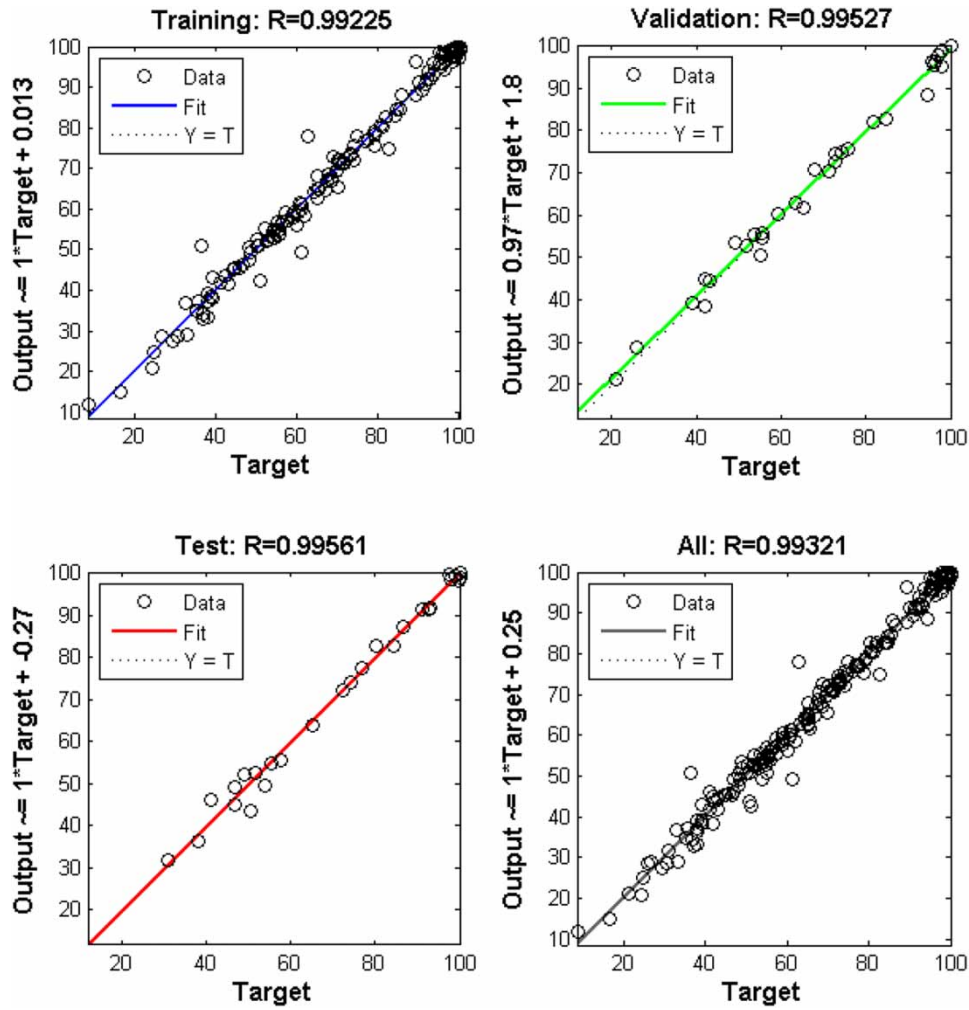 Training: R=0.99225
Output ~= 1*Target + 0.013
100
90
80
70
60
50
40
30
20
10
Data
Fit
Y = T
20 40 60 80 100
Target
Validation: R=0.99527
Output ~= 0.97*Target + 1.8
100
90
80
70
60
50
40
30
20
Data
Fit
Y = T
20 40 60 80 100
Target
Test: R=0.99561
Output ~= 1*Target + -0.27
100
90
80
70
60
50
40
30
20
Data
Fit
Y = T
20 40 60 80 100
Target
All: R=0.99321
Output ~= 1*Target + 0.25
100
90
80
70
60
50
40
30
20
10
Data
Fit
Y = T
20 40 60 80 100
Target